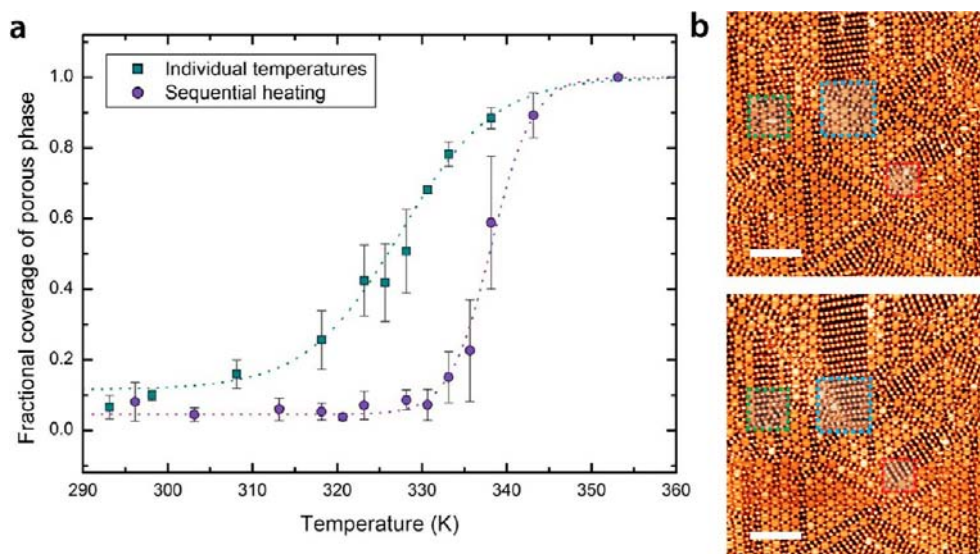 a
b
Individual temperatures
Sequential heating
Fractional coverage of porous phase
1.0
0.8
0.6
0.4
0.2
0.0
290 300 310 320 330 340 350 360
Temperature (K)